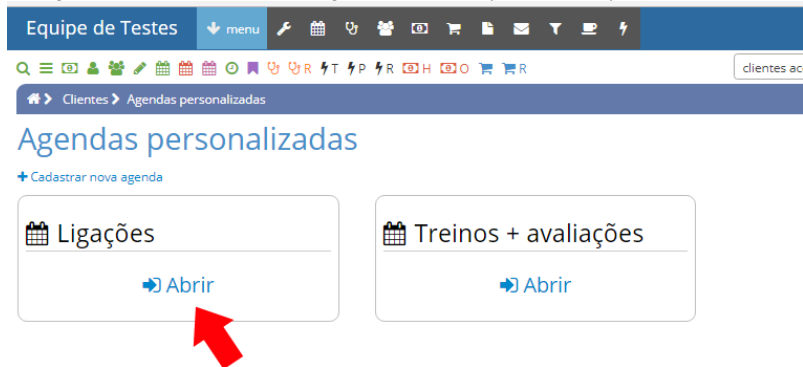 Equipe de Testes menu
R T P R H O R clientes ac
Clientes Agendas personalizadas
Agendas personalizadas
Cadastrar nova agenda
Ligações
Abrir
Treinos + avaliações
Abrir